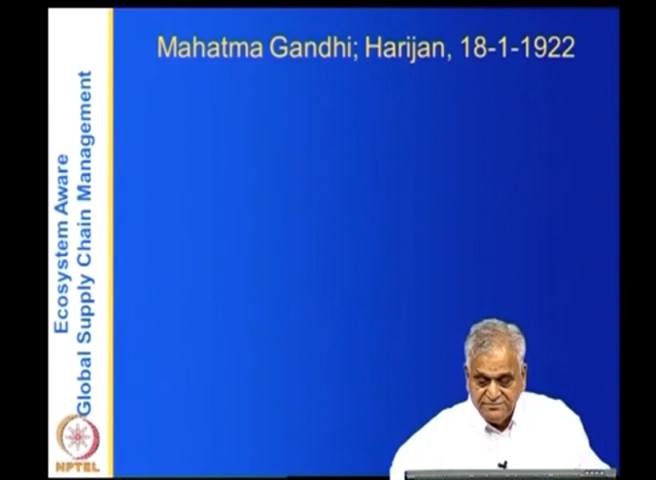 Mahatma Gandhi; Harijan, 18-1-1922
Ecosystem Aware
Global Supply Chain Management
NPTEL